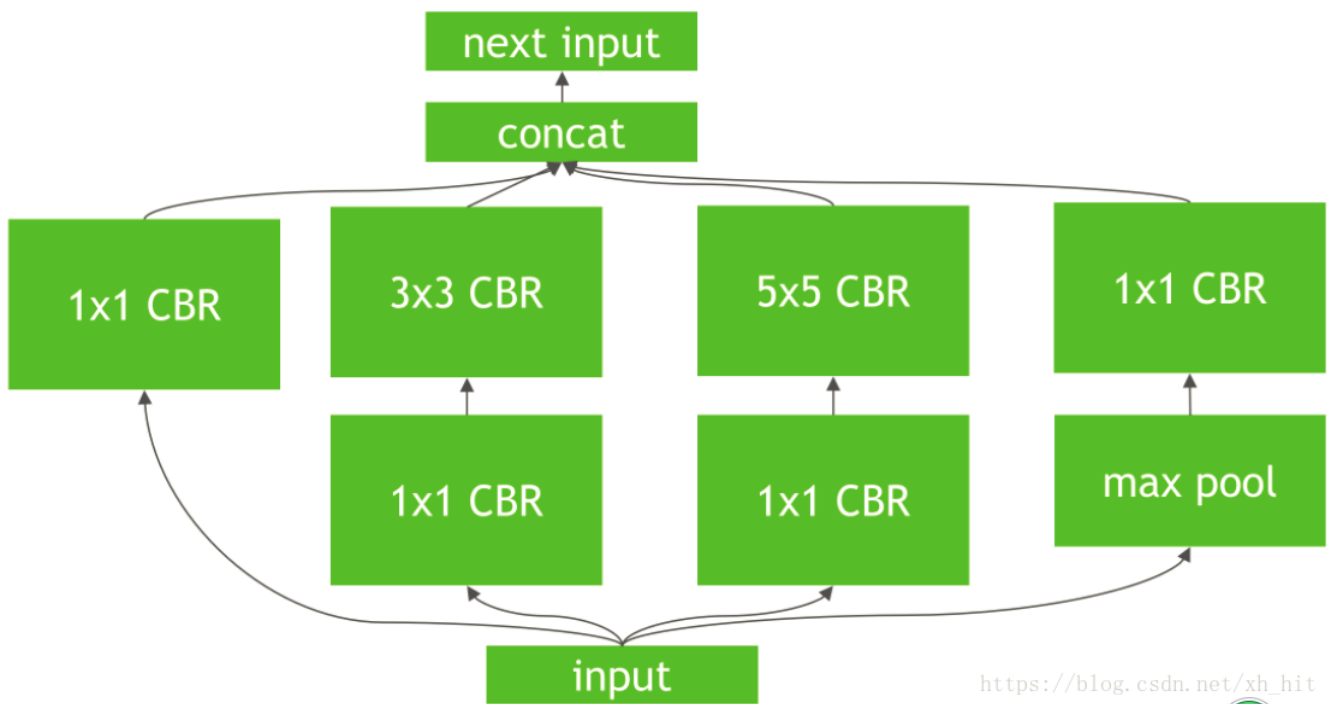 next input
concat
1x1 CBR
3x3 CBR
5x5 CBR
1x1 CBR
1x1 CBR
1x1 CBR
max pool
input
https://blog.csdn.net/xh_hit